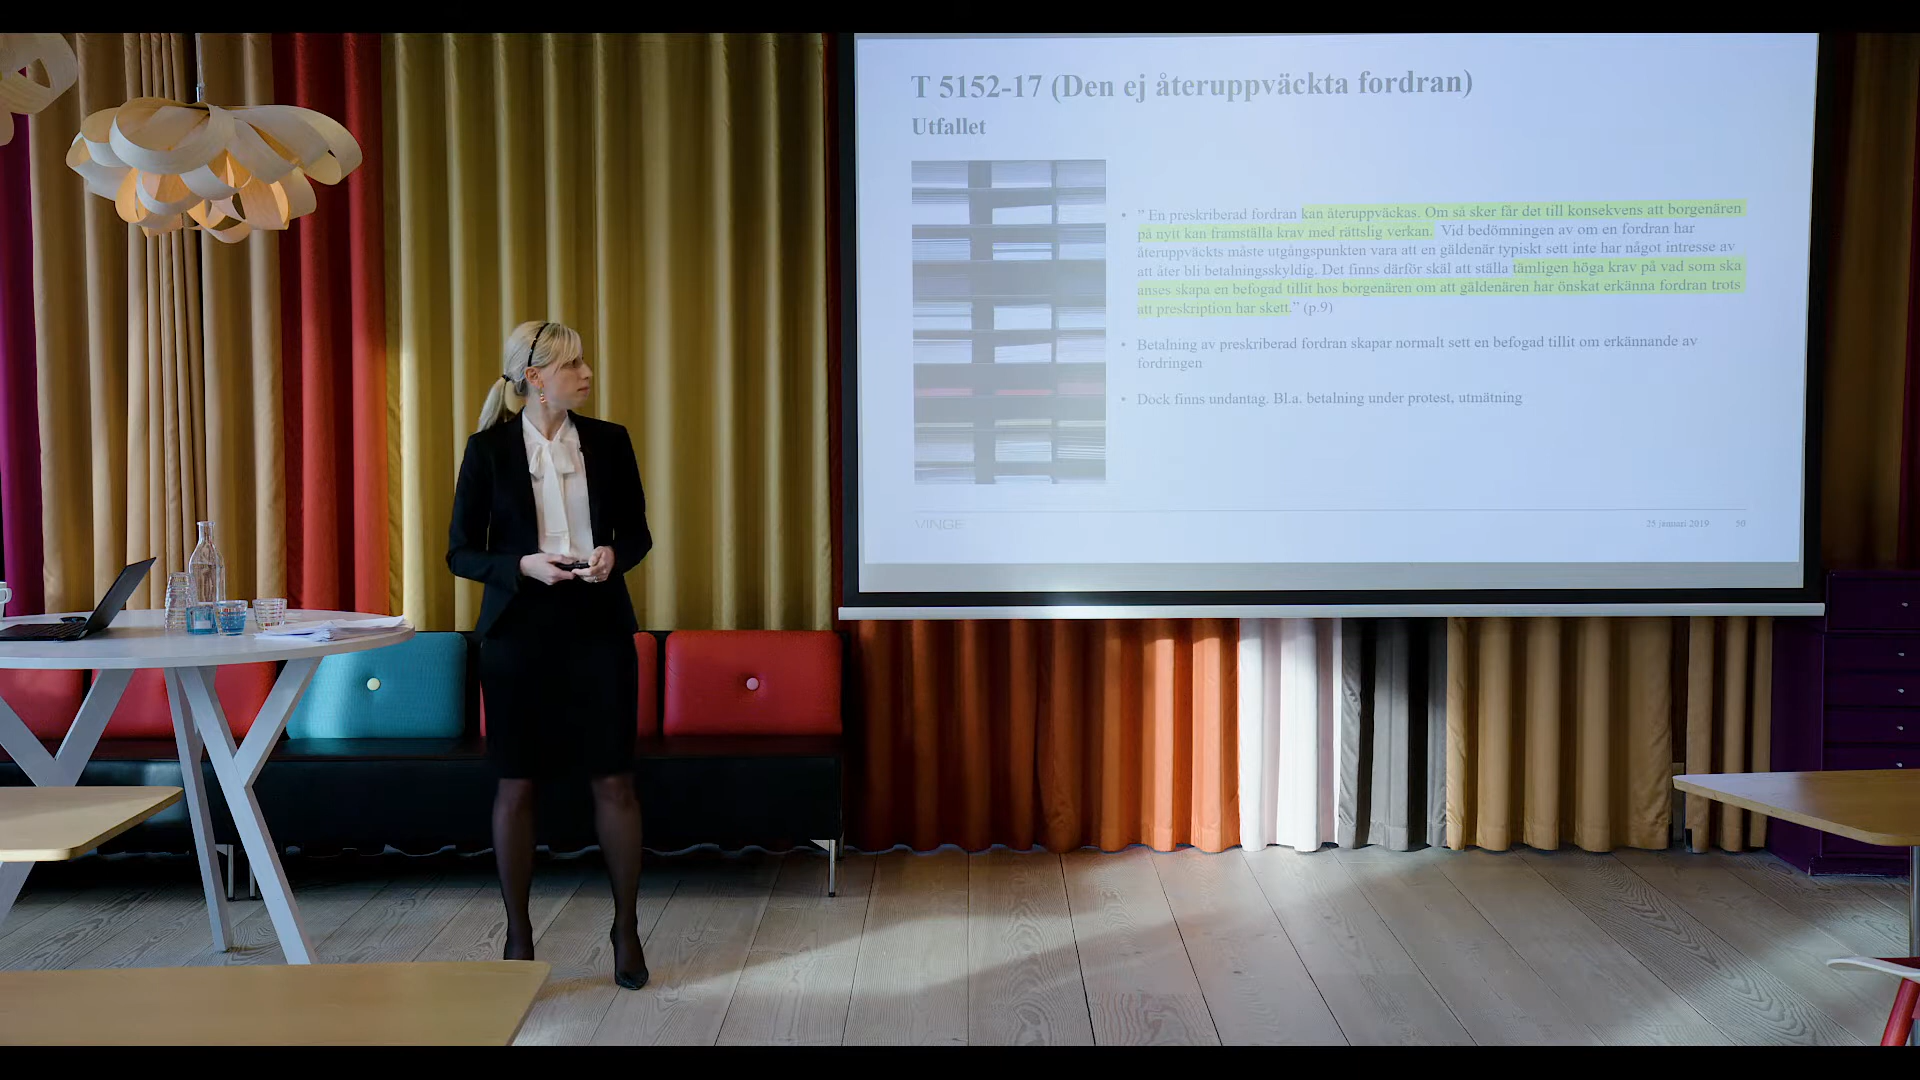 T 5152-17 (Den ej återuppväckta fordran)
Utfallet
• ” En preskriberad fordran kan återuppväckas. Om så sker får det till konsekvens att borgenären
på nytt kan framställa krav med rättslig verkan. Vid bedömningen av om en fordran har
återuppväckts måste utgångspunkten vara att en gäldenär typiskt sett inte har något intresse av
att åter bli betalningsskyldig. Det finns därför skäl att ställa tämligen höga krav på vad som ska
anses skapa en befogad tillit hos borgenären om att gäldenären har önskat erkänna fordran trots
att preskription har skett.” (p.9)
• Betalning av preskriberad fordran skapar normalt sett en befogad tillit om erkännande av
fordringen
• Dock finns undantag. Bl.a. betalning under protest, utmätning
VINGE
25 januari 2019 50